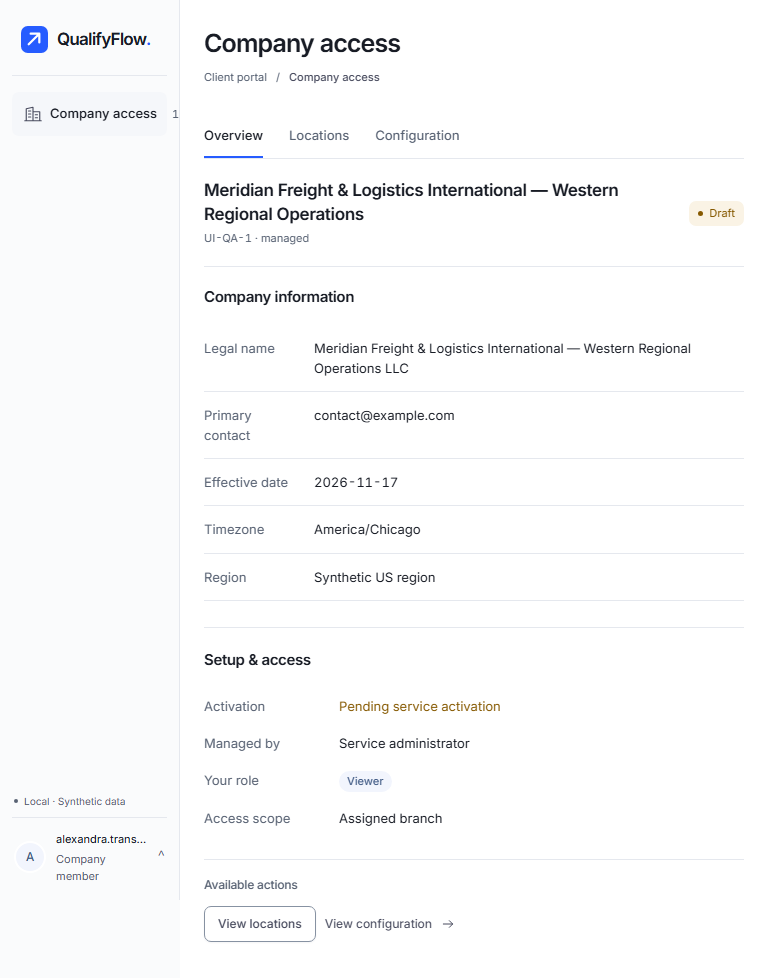 QualifyFlow.
Company access 1
Local · Synthetic data
A
alexandra.trans...
Company
member
^
Company access
Client portal / Company access
Overview Locations Configuration
Meridian Freight & Logistics International — Western
Regional Operations
UI-QA-1 · managed
Draft
Company information
Legal name Meridian Freight & Logistics International — Western Regional
Operations LLC
Primary contact@example.com
contact
Effective date 2026-11-17
Timezone America/Chicago
Region Synthetic US region
Setup & access
Activation Pending service activation
Managed by Service administrator
Your role Viewer
Access scope Assigned branch
Available actions
View locations View configuration →